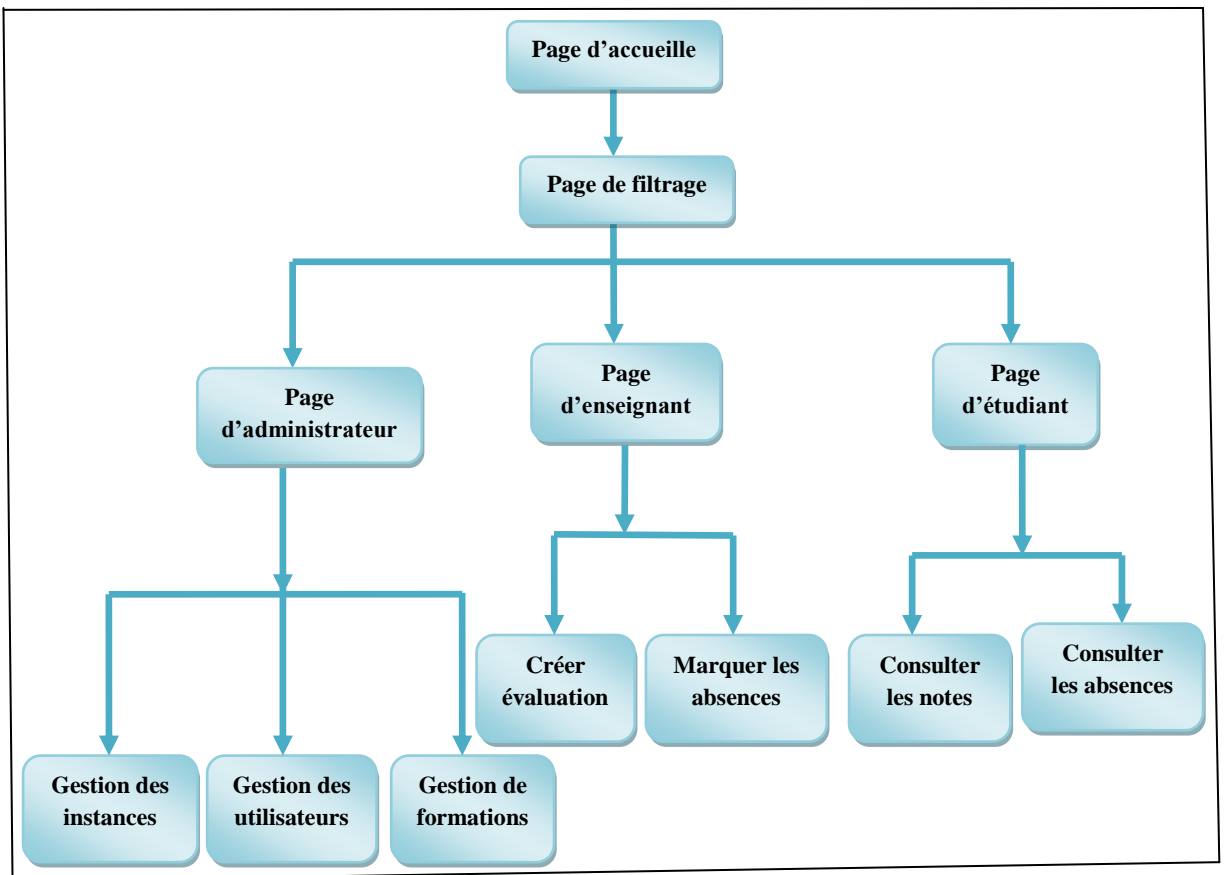 Page d’accueille
Page de filtrage
Page
d’administrateur
Page
d’enseignant
Page
d’étudiant
Créer
évaluation
Marquer les
absences
Consulter
les notes
Consulter
les absences
Gestion des
instances
Gestion des
utilisateurs
Gestion de
formations